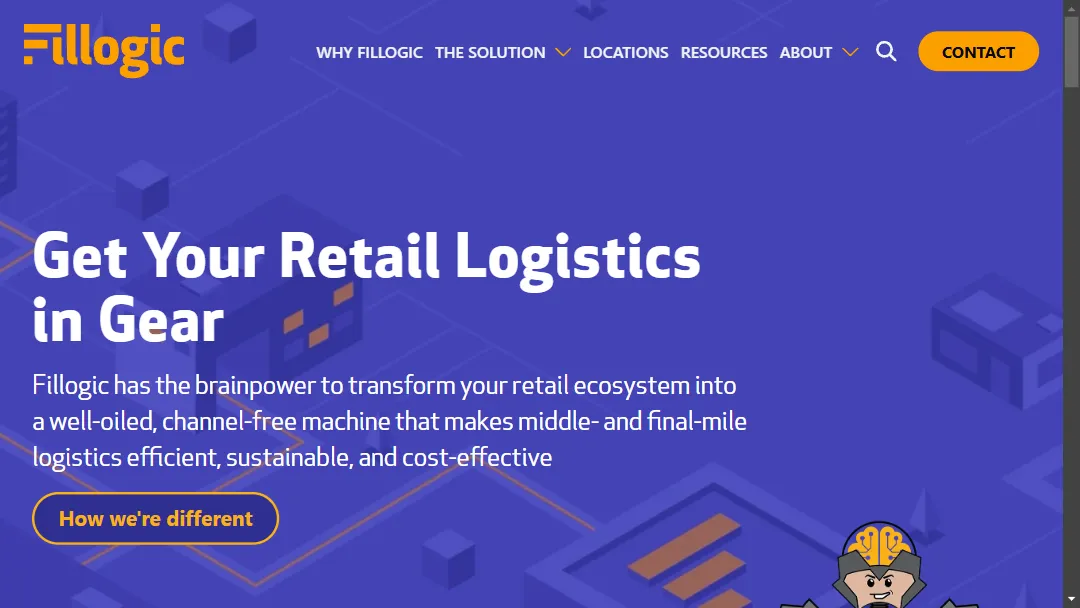 Fillogic
WHY FILLOGIC THE SOLUTION LOCATIONS RESOURCES ABOUT CONTACT
Get Your Retail Logistics
in Gear
Fillogic has the brainpower to transform your retail ecosystem into
a well-oiled, channel-free machine that makes middle- and final-mile
logistics efficient, sustainable, and cost-effective
How we're different